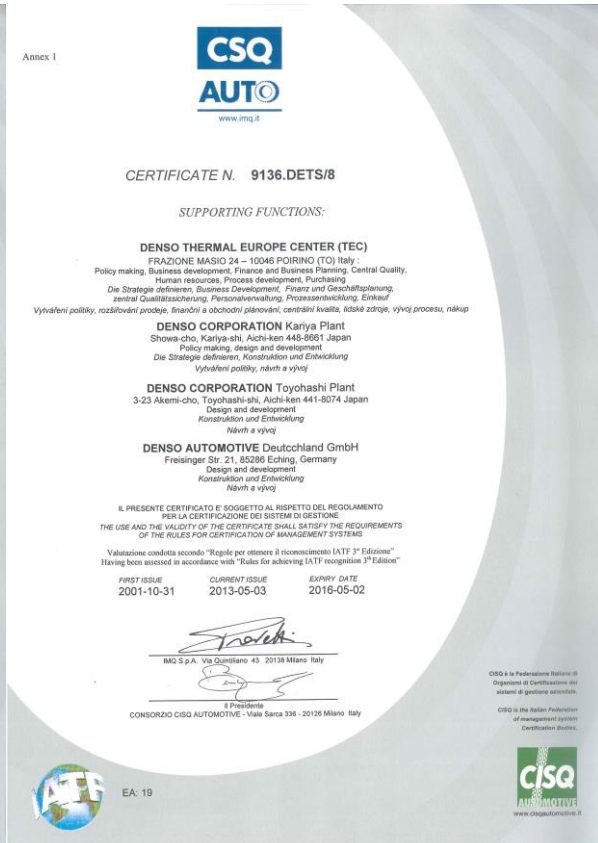 Annex 1
CSQ
AUTO
www.imq.it
CERTIFICATE N. 9136.DETS/8
SUPPORTING FUNCTIONS:
DENSO THERMAL EUROPE CENTER (TEC)
FRAZIONE MASIO 24 – 10046 POIRINO (TO) Italy :
Policy making, Business development, Finance and Business Planning, Central Quality,
Human resources, Process development, Purchasing
Die Strategie definieren, Business Development, Finanz und Geschäftsplanung,
zentral Qualitätssicherung, Personalverwaltung, Prozessentwicklung, Einkauf
Vytváření politiky, rozšiřování prodeje, finanční a obchodní plánování, centrální kvalita, lidské zdroje, vývoj procesu, nákup
DENSO CORPORATION Kariya Plant
Showa-cho, Kariya-shi, Aichi-ken 448-8661 Japan
Policy making, design and development
Die Strategie definieren, Konstruktion und Entwicklung
Vytváření politiky, návrh a vývoj
DENSO CORPORATION Toyohashi Plant
3-23 Akemi-cho, Toyohashi-shi, Aichi-ken 441-8074 Japan
Design and development
Konstruktion und Entwicklung
Návrh a vývoj
DENSO AUTOMOTIVE Deutcchland GmbH
Freisinger Str. 21, 85286 Eching, Germany
Design and development
Konstruktion und Entwicklung
Návrh a vývoj
IL PRESENTE CERTIFICATO E' SOGGETTO AL RISPETTO DEL REGOLAMENTO
PER LA CERTIFICAZIONE DEI SISTEMI DI GESTIONE
THE USE AND THE VALIDITY OF THE CERTIFICATE SHALL SATISFY THE REQUIREMENTS
OF THE RULES FOR CERTIFICATION OF MANAGEMENT SYSTEMS
Valutazione condotta secondo “Regole per ottenere il riconoscimento IATF 3ª Edizione”
Having been assessed in accordance with “Rules for achieving IATF recognition 3th Edition”
FIRST ISSUE CURRENT ISSUE EXPIRY DATE
2001-10-31 2013-05-03 2016-05-02
IMQ S.p.A. Via Quintiliano 43 20138 Milano Italy
Il Presidente
CONSORZIO CISQ AUTOMOTIVE - Viale Sarca 336 - 20126 Milano Italy
CISQ è la Federazione Italiana di
Organismi di Certificazione dei
sistemi di gestione aziendale.
CISQ is the Italian Federation
of management system
Certification Bodies.
IATF
EA: 19
CISQ
AUTOMOTIVE
www.cisqautomotive.it